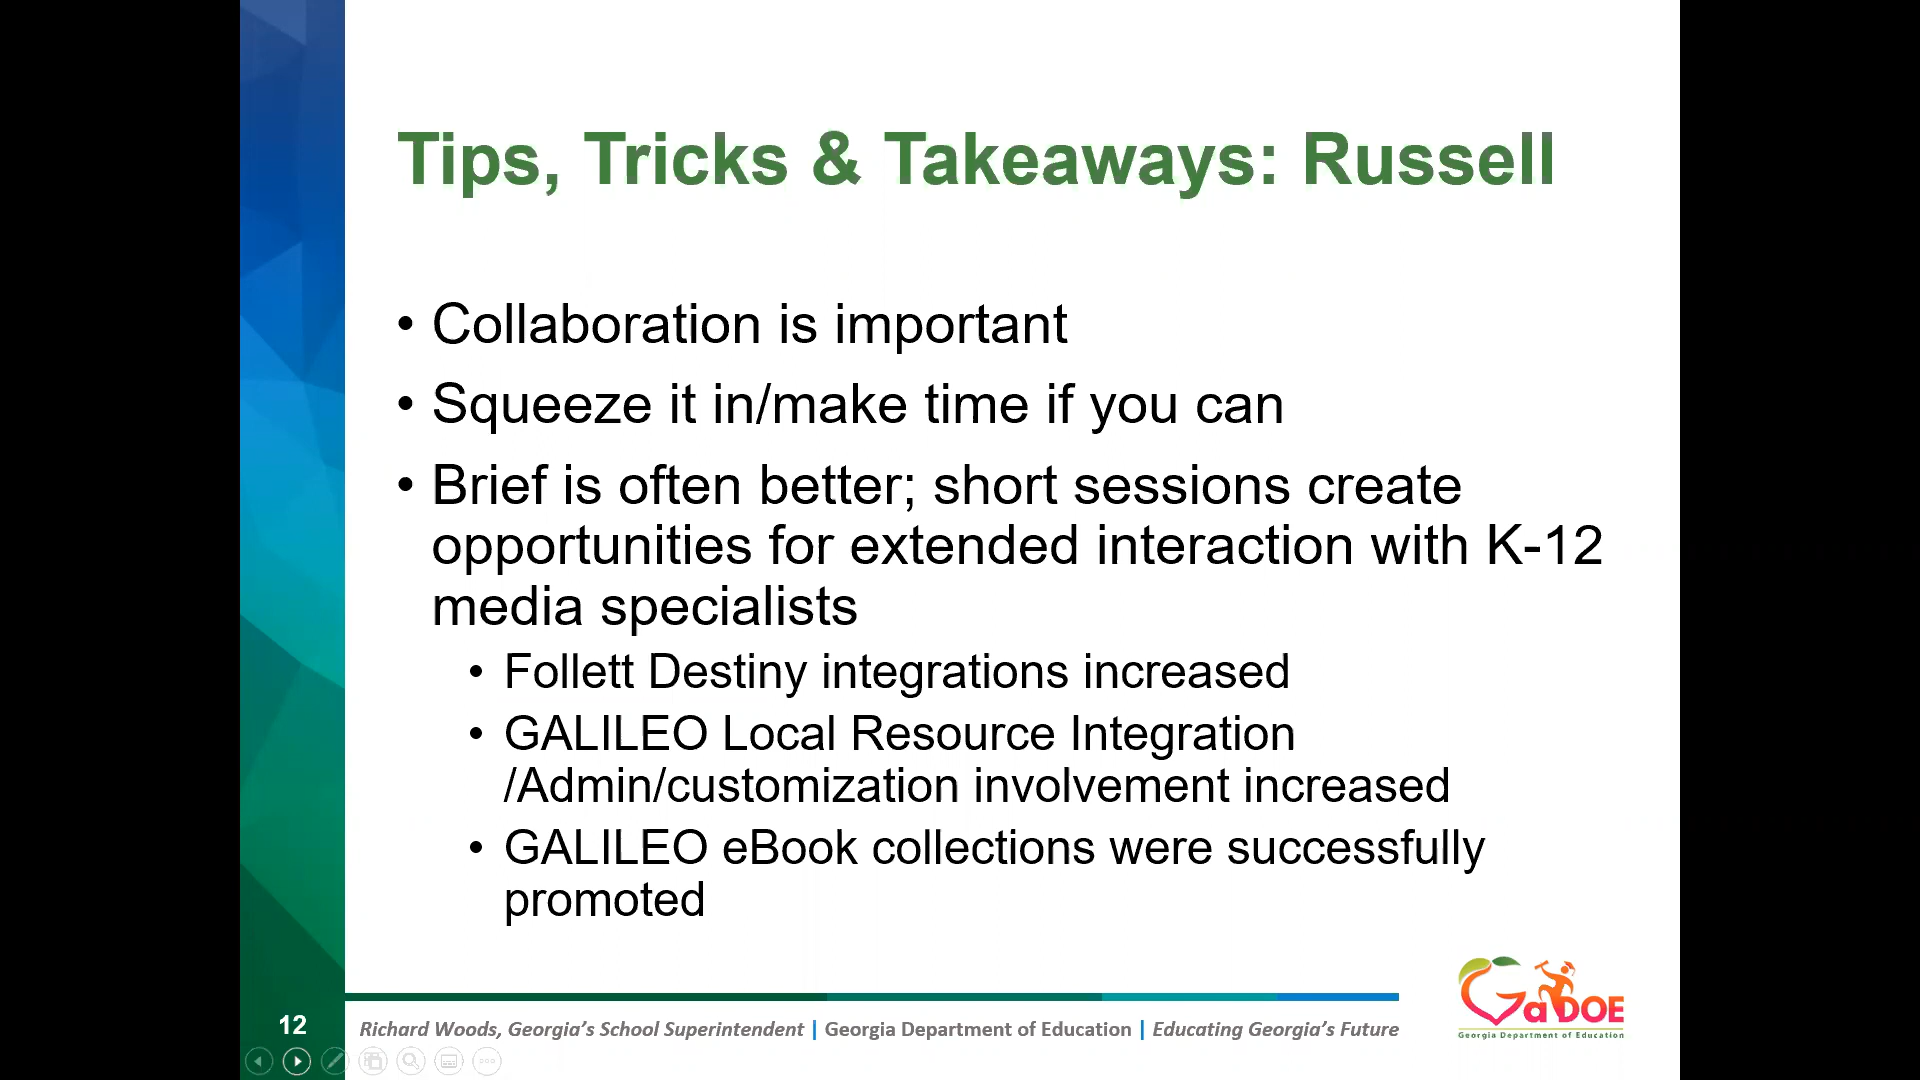 Tips, Tricks & Takeaways: Russell
• Collaboration is important
• Squeeze it in/make time if you can
• Brief is often better; short sessions create
opportunities for extended interaction with K-12
media specialists
• Follett Destiny integrations increased
• GALILEO Local Resource Integration
/Admin/customization involvement increased
• GALILEO eBook collections were successfully
promoted
12
Richard Woods, Georgia’s School Superintendent | Georgia Department of Education | Educating Georgia’s Future
GaDOE
Georgia Department of Education